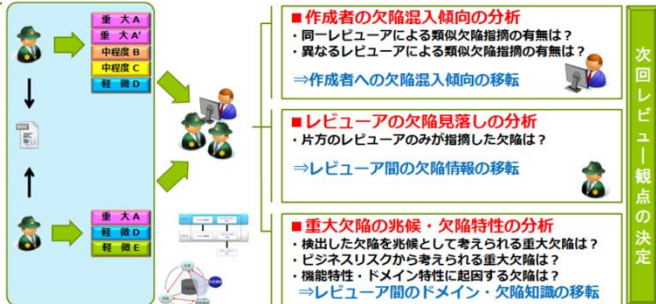 重 大 A
重 大 A'
中程度 B
中程度 C
軽 微 D
重 大 A
軽 微 D
軽 微 E
■作成者の欠陥混入傾向の分析
・同一レビューアによる類似欠陥指摘の有無は？
・異なるレビューアによる類似欠陥指摘の有無は？
⇒作成者への欠陥混入傾向の移転
■レビューアの欠陥見落しの分析
・片方のレビューアのみが指摘した欠陥は？
⇒レビューア間の欠陥情報の移転
■重大欠陥の兆候・欠陥特性の分析
・検出した欠陥を兆候として考えられる重大欠陥は？
・ビジネスリスクから考えられる重大欠陥は？
・機能特性・ドメイン特性に起因する欠陥は？
⇒レビューア間のドメイン・欠陥知識の移転
次回レビュー観点の決定